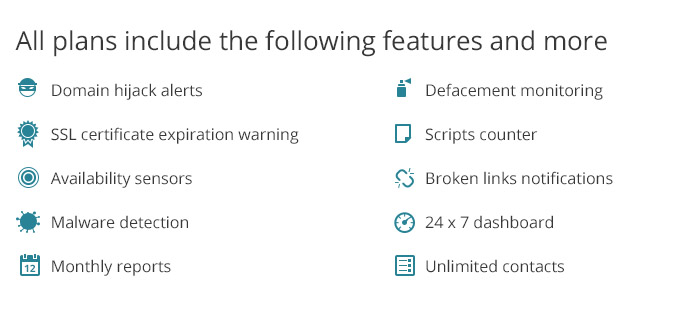 All plans include the following features and more
Domain hijack alerts
Defacement monitoring
SSL certificate expiration warning
Scripts counter
Availability sensors
Broken links notifications
Malware detection
24 x 7 dashboard
12
Monthly reports
Unlimited contacts